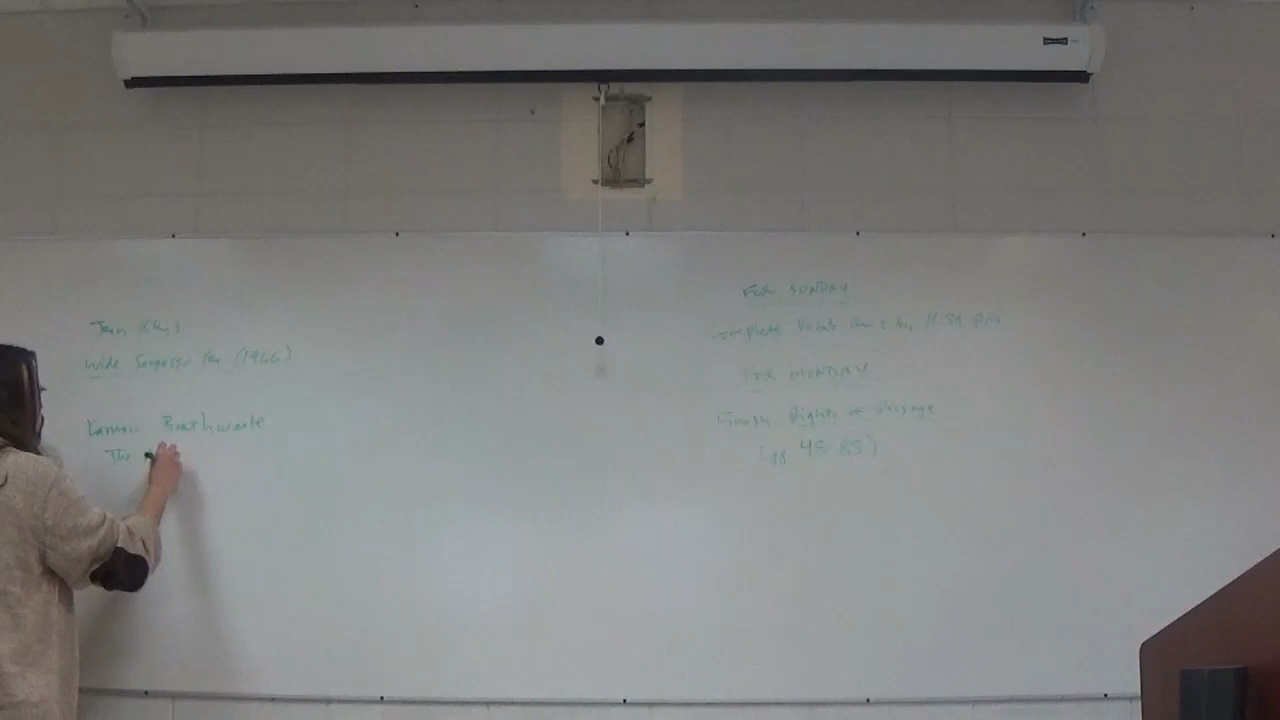 Jean Rhys
Wide Sargasso Sea (1966)
Kamau Brathwaite
The
FOR SUNDAY
Complete Vocab 2 by 11:59 PM
FOR MONDAY
Finish Rights of Passage
(pp 45-85)